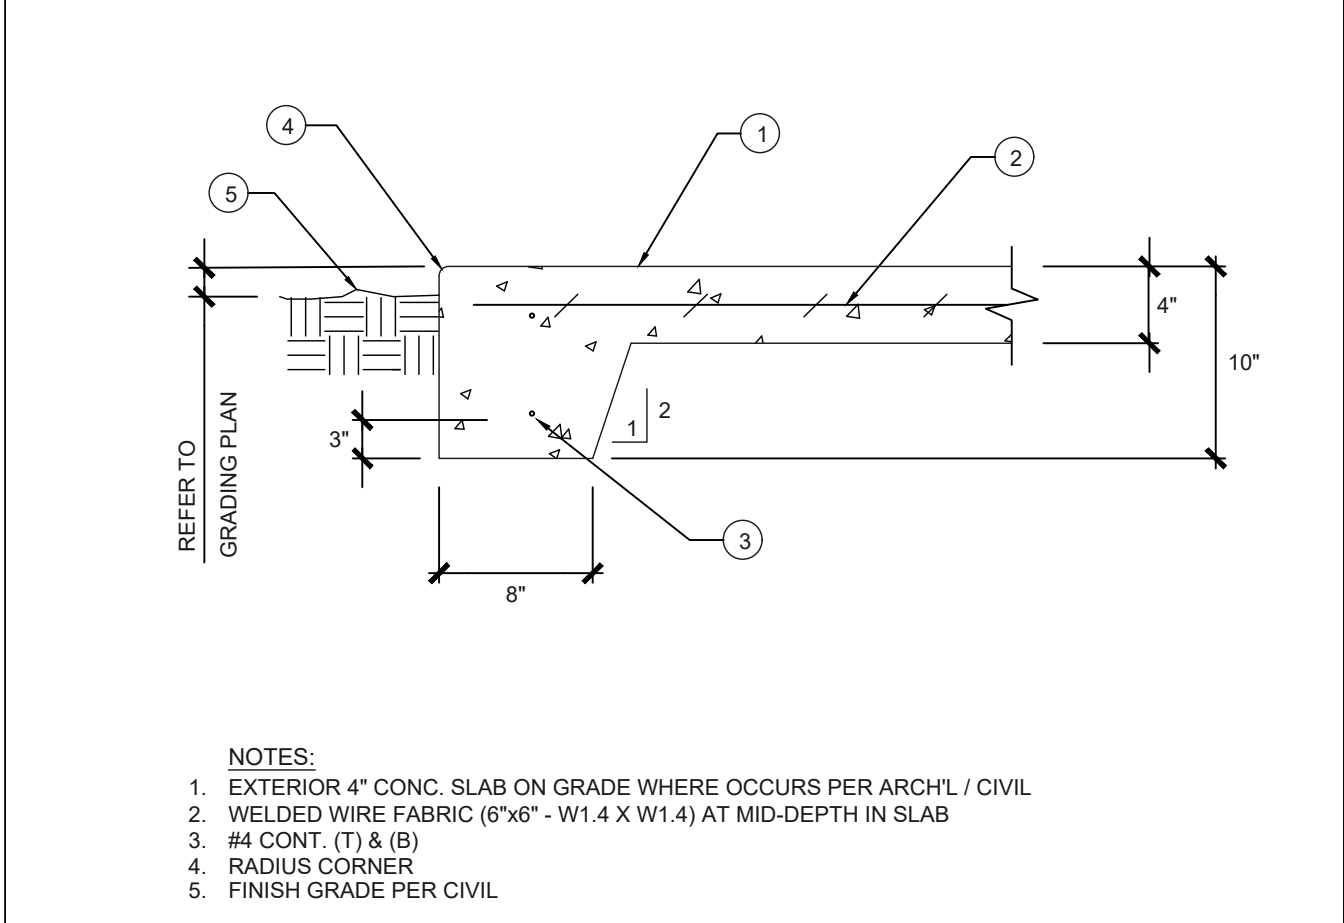 4
1
2
5
4"
10"
2
1
3"
REFER TO
GRADING PLAN
3
8"
NOTES:
1. EXTERIOR 4" CONC. SLAB ON GRADE WHERE OCCURS PER ARCH'L / CIVIL
2. WELDED WIRE FABRIC (6"x6" - W1.4 X W1.4) AT MID-DEPTH IN SLAB
3. #4 CONT. (T) & (B)
4. RADIUS CORNER
5. FINISH GRADE PER CIVIL